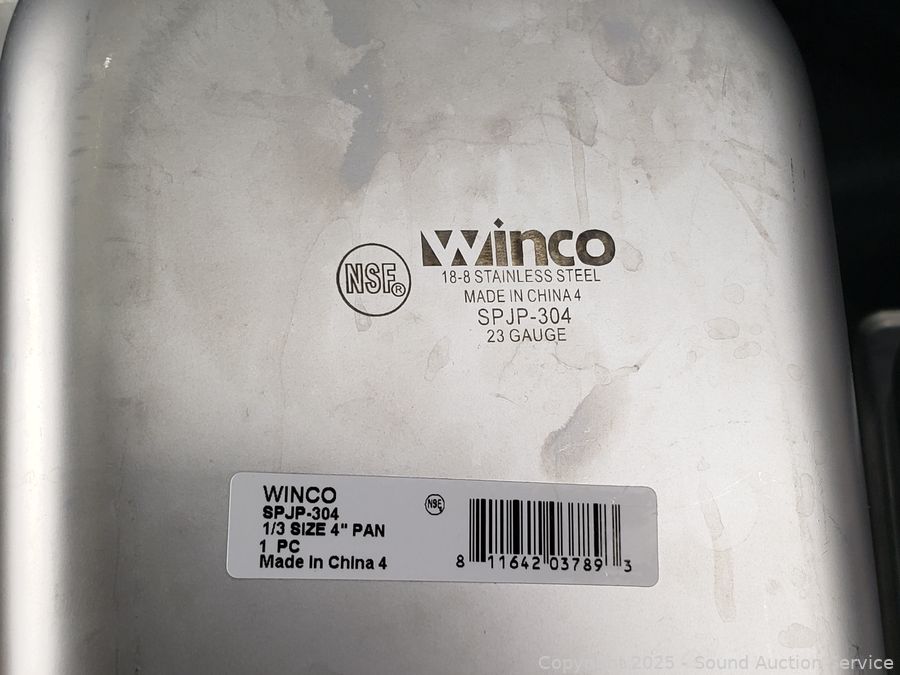 NSF®
Winco
18-8 STAINLESS STEEL
MADE IN CHINA 4
SPJP-304
23 GAUGE
WINCO
SPJP-304
1/3 SIZE 4" PAN
1 PC
Made in China 4
NSF
8 11642 03789 3
Copyright 2025 - Sound Auction Service